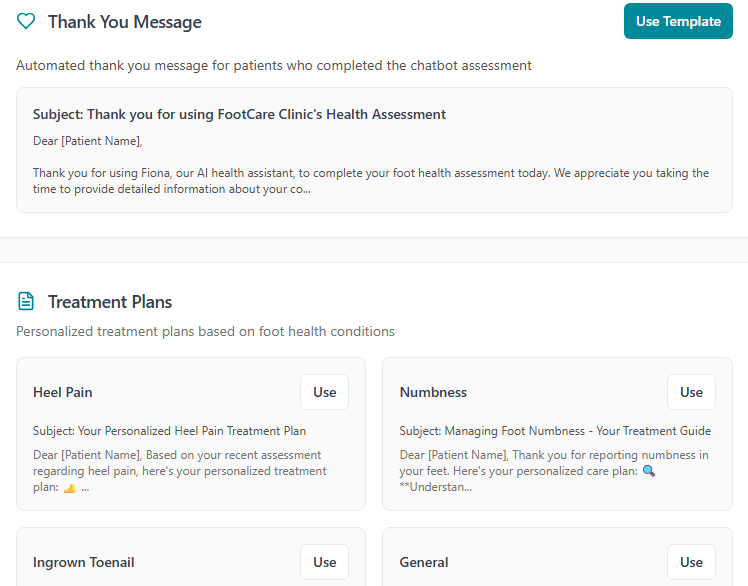 Thank You Message
Use Template
Automated thank you message for patients who completed the chatbot assessment
Subject: Thank you for using FootCare Clinic's Health Assessment
Dear [Patient Name],
Thank you for using Fiona, our AI health assistant, to complete your foot health assessment today. We appreciate you taking the
time to provide detailed information about your co...
Treatment Plans
Personalized treatment plans based on foot health conditions
Heel Pain
Use
Subject: Your Personalized Heel Pain Treatment Plan
Dear [Patient Name], Based on your recent assessment
regarding heel pain, here's your personalized treatment
plan: 🦶 ...
Numbness
Use
Subject: Managing Foot Numbness - Your Treatment Guide
Dear [Patient Name], Thank you for reporting numbness in
your feet. Here's your personalized care plan: 🔍
**Understan...
Ingrown Toenail
Use
General
Use